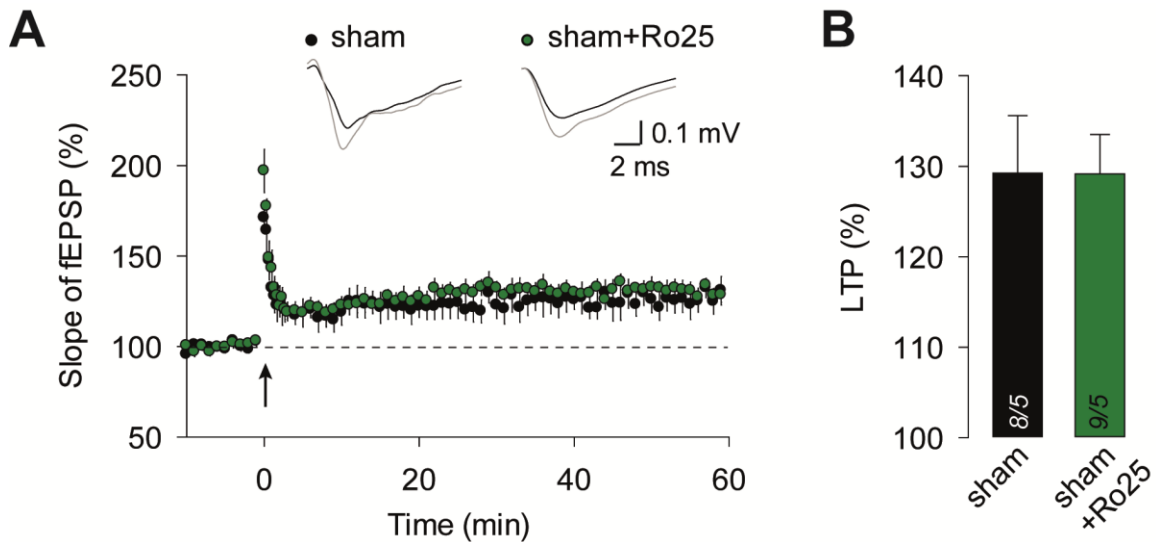 A
sham
sham+Ro25
0.1 mV
2 ms
Slope of fEPSP (%)
250
200
150
100
50
0
20
40
60
Time (min)
B
LTP (%)
140
130
120
110
100
8/5
9/5
sham
sham
+Ro25